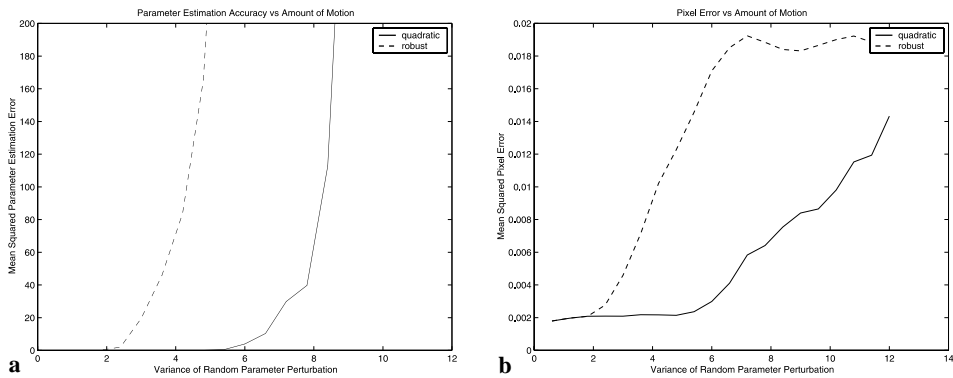 Parameter Estimation Accuracy vs Amount of Motion
200
180
160
140
120
100
80
60
40
20
0
Mean Squared Parameter Estimation Error
quadratic
robust
0 2 4 6 8 10 12
Variance of Random Parameter Perturbation
a
Pixel Error vs Amount of Motion
0.02
0.018
0.016
0.014
0.012
0.01
0.008
0.006
0.004
0.002
0
Mean Squared Pixel Error
quadratic
robust
0 2 4 6 8 10 12 14
Variance of Random Parameter Perturbation
b